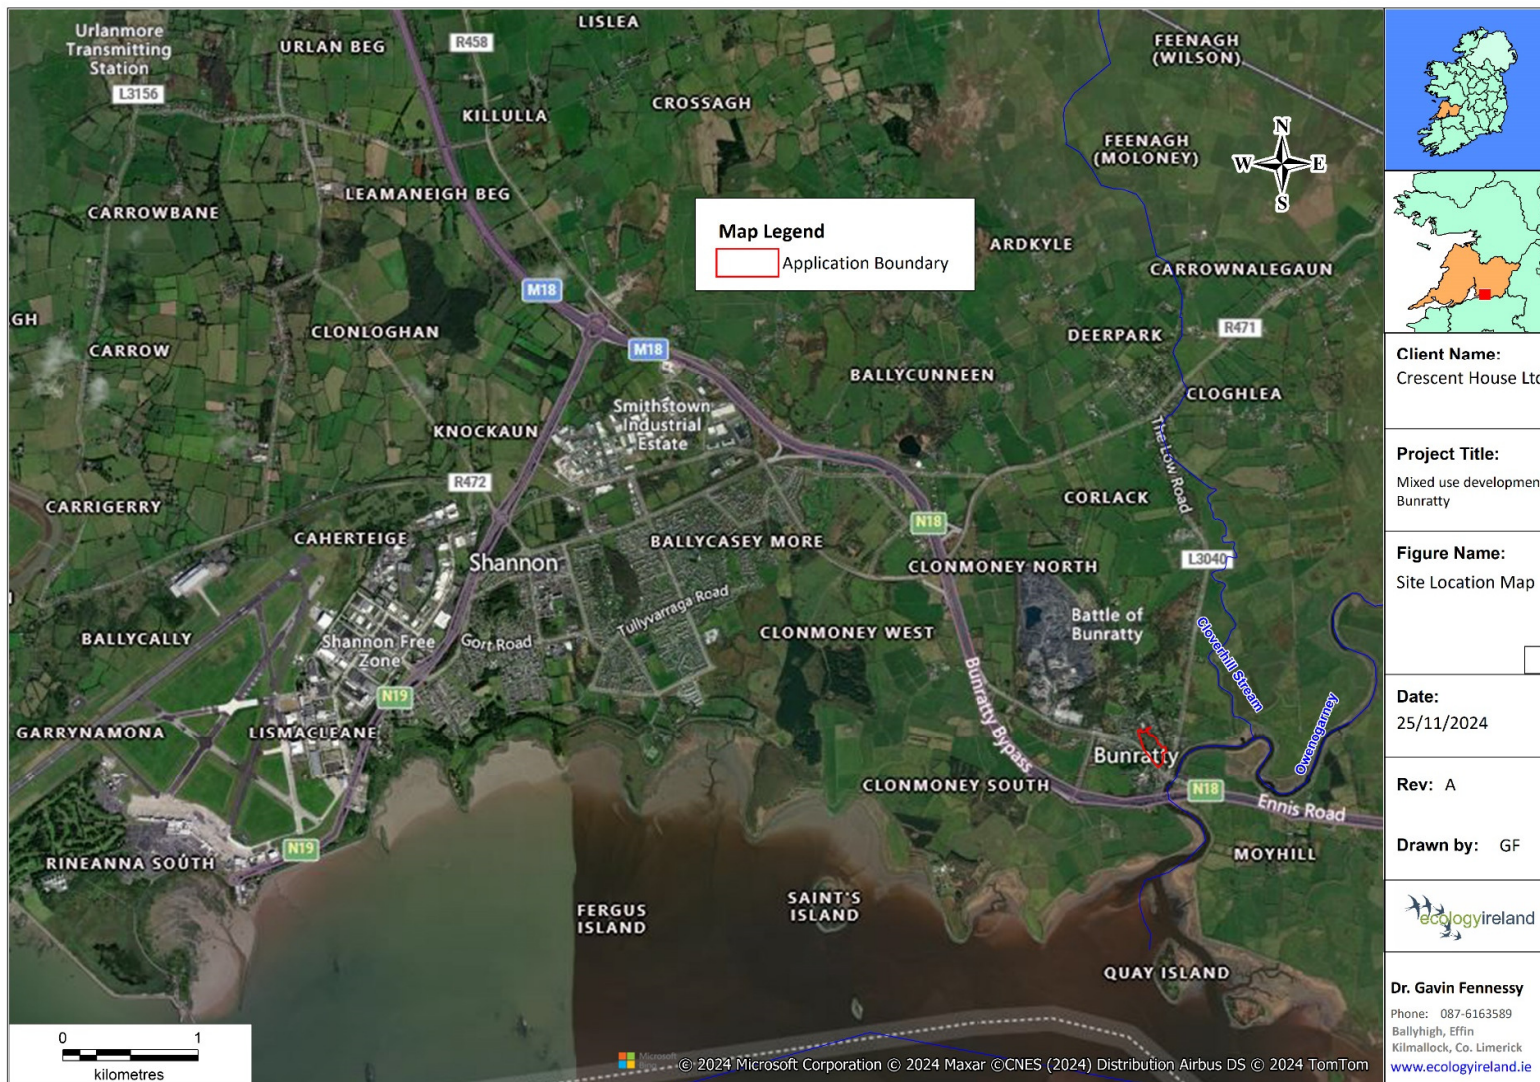 Urlanmore
Transmitting
Station
L3156
URLAN BEG
R458
LISLEA
FEENAGH
(WILSON)
KILLULLA
CROSSAGH
FEENAGH
(MOLONEY)
N
W E
S
LEAMANEIGH BEG
CARROWBANE
Map Legend
Application Boundary
ARDKYLE
CARROWNALEGAUN
M18
GH
CLONLOGHAN
CARROW
M18
DEERPARK
R471
BALLYCUNNEEN
CLOGHLEA
Smithstown
Industrial
Estate
KNOCKAUN
The Low Road
R472
CARRIGERRY
CORLACK
N18
CAHERTEIGE
BALLYCASEY MORE
Shannon
CLONMONEY NORTH
L3040
Tullyvarraga Road
Battle of
Bunratty
BALLYCALLY
Shannon Free
Zone
Gort Road
CLONMONEY WEST
Cloverhill Stream
N19
Bunratty Bypass
Owenogarney
GARRYNAMONA
LISMACLEANE
Bunratty
CLONMONEY SOUTH
N18
Ennis Road
N19
RINEANNA SOUTH
MOYHILL
FERGUS
ISLAND
SAINT'S
ISLAND
QUAY ISLAND
0 1
kilometres
Microsoft
© 2024 Microsoft Corporation © 2024 Maxar ©CNES (2024) Distribution Airbus DS © 2024 TomTom
Client Name:
Crescent House Ltd
Project Title:
Mixed use developmen
Bunratty
Figure Name:
Site Location Map
Date:
25/11/2024
Rev: A
Drawn by: GF
ecologyireland
Dr. Gavin Fennessy
Phone: 087-6163589
Ballyhigh, Effin
Kilmallock, Co. Limerick
www.ecologyireland.ie